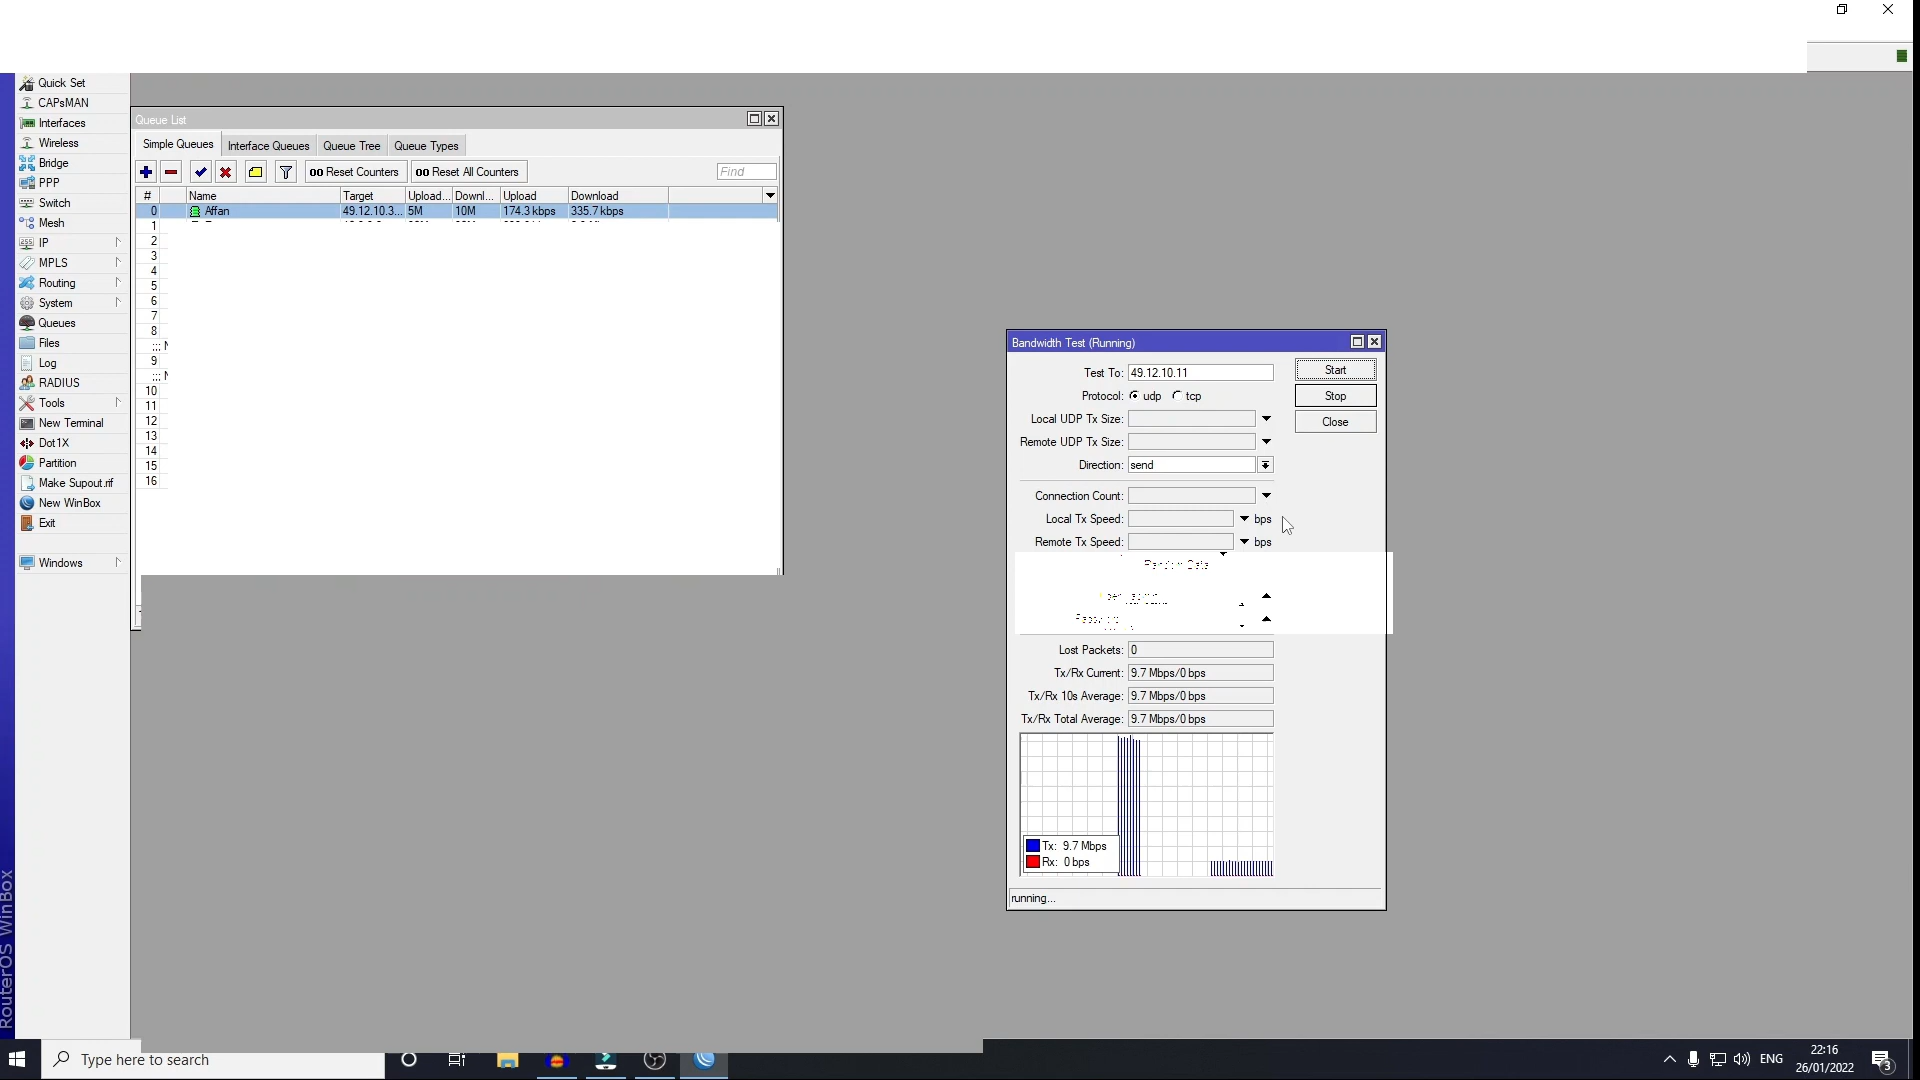 Quick Set
CAPsMAN
Interfaces
Wireless
Bridge
PPP
Switch
Mesh
IP
MPLS
Routing
System
Queues
Files
Log
RADIUS
Tools
New Terminal
Dot1X
Partition
Make Supout.rif
New WinBox
Exit
Windows
RouterOS WinBox
Queue List
Simple Queues Interface Queues Queue Tree Queue Types
00 Reset Counters 00 Reset All Counters Find
# Name Target Upload... Downl... Upload Download
0 Affan 49.12.10.3... 5M 10M 174.3 kbps 335.7 kbps
1
2
3
4
5
6
7
8
;;; N
9
;;; N
10
11
12
13
14
15
16
Bandwidth Test (Running)
Test To: 49.12.10.11 Start
Protocol: udp tcp Stop
Local UDP Tx Size: Close
Remote UDP Tx Size:
Direction: send
Connection Count:
Local Tx Speed: bps
Remote Tx Speed: bps
Random Data
Lost Packets: 0
Tx/Rx Current: 9.7 Mbps/0 bps
Tx/Rx 10s Average: 9.7 Mbps/0 bps
Tx/Rx Total Average: 9.7 Mbps/0 bps
Tx: 9.7 Mbps
Rx: 0 bps
running...
Type here to search
ENG
22:16
26/01/2022
3